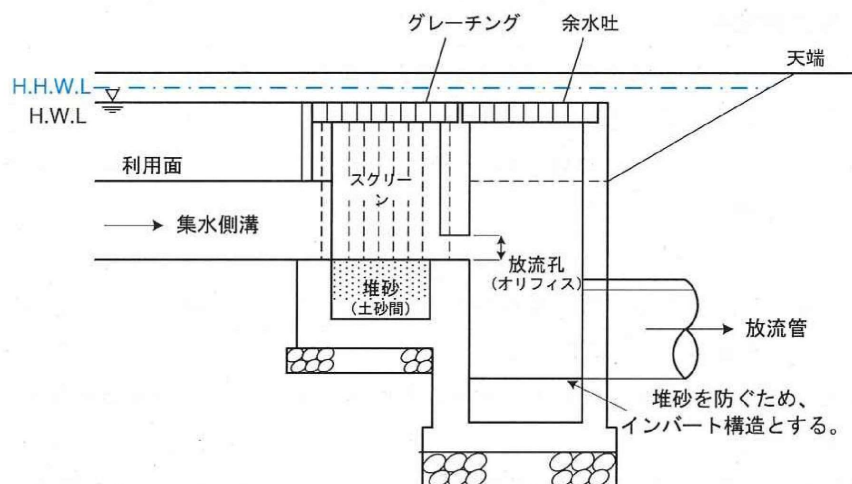 グレーチング
余水吐
天端
H.H.W.L
H.W.L
利用面
スクリー
ン
集水側溝
放流孔
(オリフィス)
堆砂
(土砂間)
放流管
堆砂を防ぐため、
インバート構造とする。